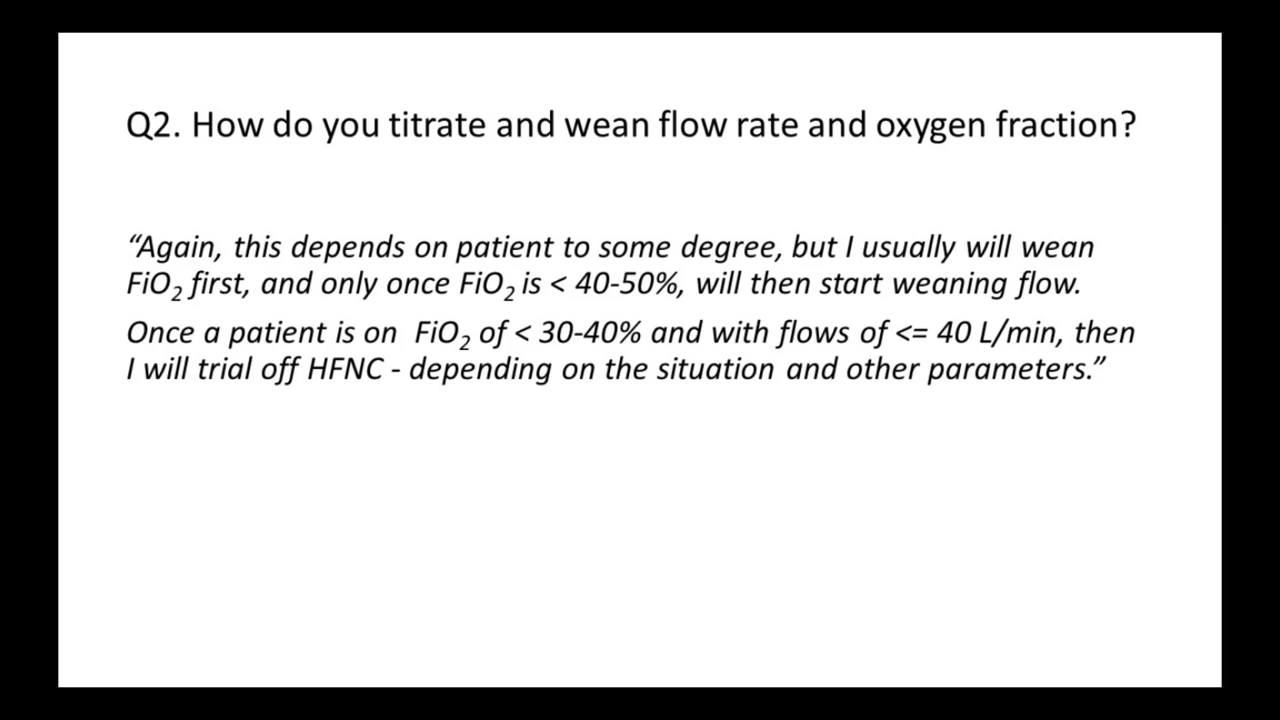 Q2. How do you titrate and wean flow rate and oxygen fraction?
“Again, this depends on patient to some degree, but I usually will wean
FiO₂ first, and only once FiO₂ is < 40-50%, will then start weaning flow.
Once a patient is on  FiO₂ of < 30-40% and with flows of <= 40 L/min, then
I will trial off HFNC - depending on the situation and other parameters.”